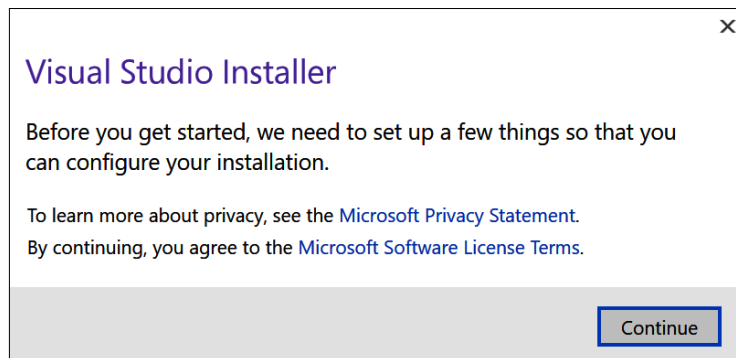 Visual Studio Installer
Before you get started, we need to set up a few things so that you
can configure your installation.
To learn more about privacy, see the Microsoft Privacy Statement.
By continuing, you agree to the Microsoft Software License Terms.
Continue